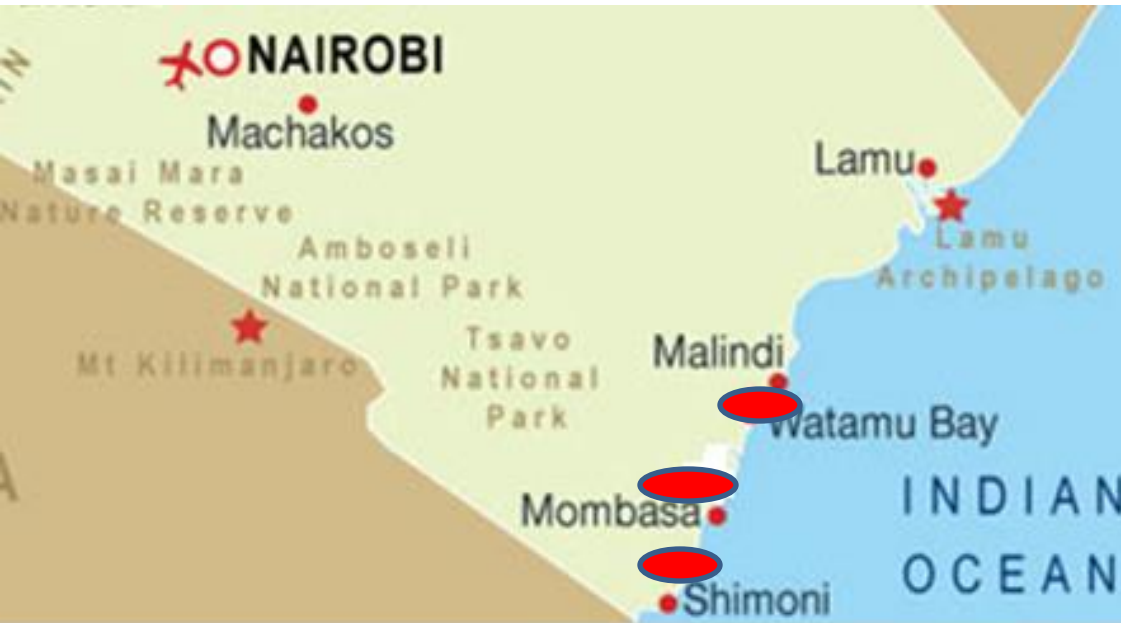 IN
NAIROBI
Machakos
Masai Mara
Nature Reserve
Lamu
Lamu
Archipelago
Amboseli
National Park
Mt Kilimanjaro
Tsavo
National
Park
Malindi
Watamu Bay
A
INDIAN
OCEAN
Mombasa
Shimoni